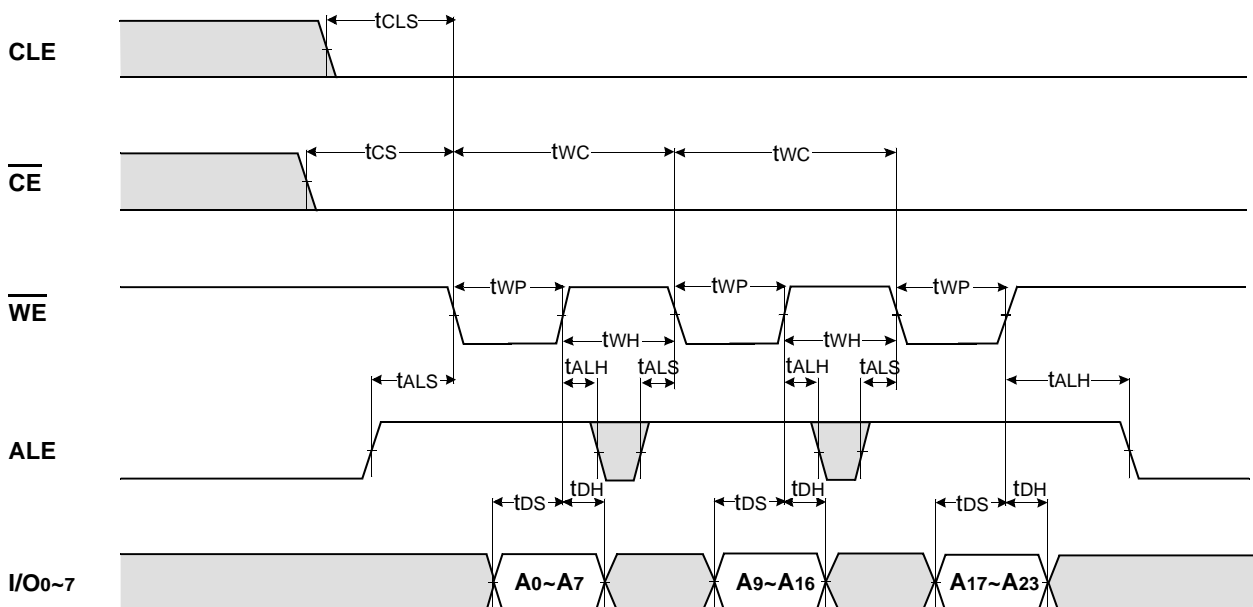 CLE
tCLS
CE
tCS
tWC
tWC
WE
tWP
tWP
tWP
tWH
tWH
tALS
tALH
tALS
tALH
tALS
tALH
ALE
tDS
tDH
tDS
tDH
tDS
tDH
I/O0~7
A0~A7
A9~A16
A17~A23